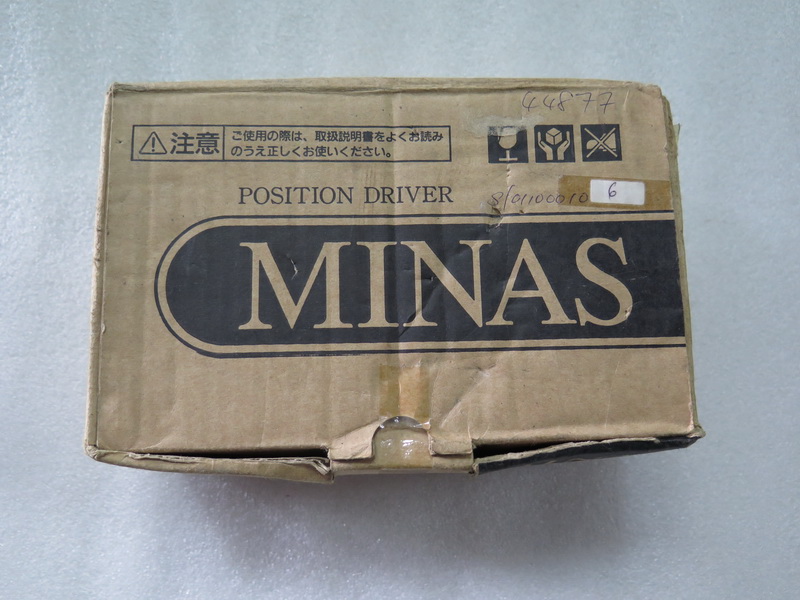 44877
注意
ご使用の際は、取扱説明書をよくお読み
のうえ正しくお使いください。
POSITION DRIVER
6
MINAS